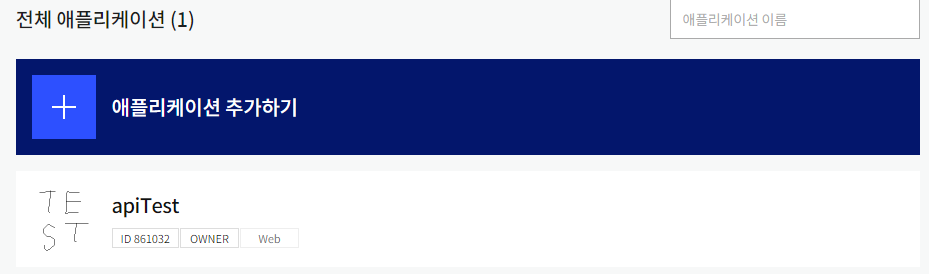 전체 애플리케이션 (1)
애플리케이션 이름
애플리케이션 추가하기
TE
ST
apiTest
ID 861032 OWNER Web